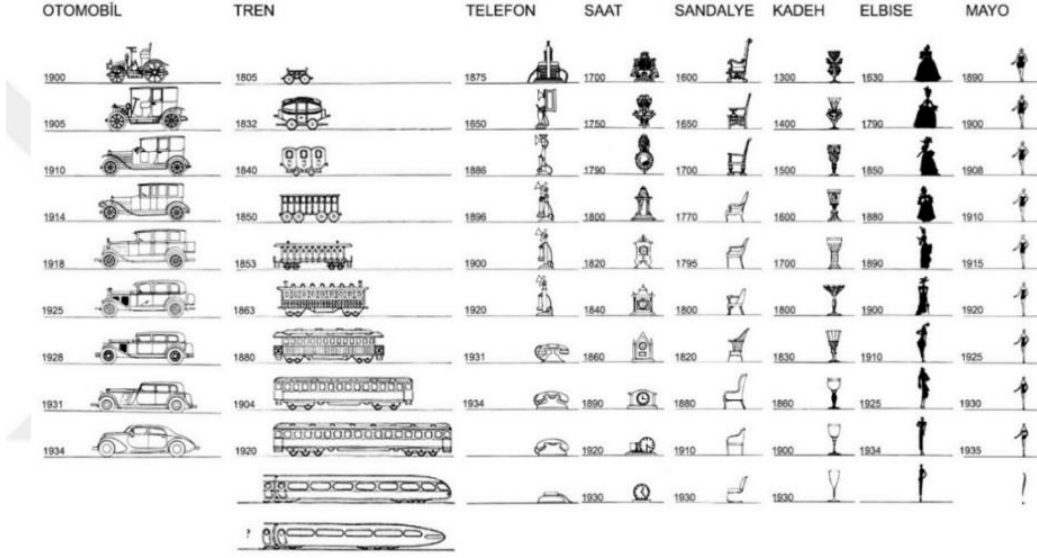 OTOMOBİL TREN TELEFON SAAT SANDALYE KADEH ELBISE MAYO
1900 1805 1875 1700 1600 1300 1630 1890
1905 1832 1650 1750 1650 1400 1790 1900
1910 1840 1886 1790 1700 1500 1850 1908
1914 1850 1896 1800 1770 1600 1880 1910
1918 1853 1900 1820 1795 1700 1890 1915
1925 1863 1920 1840 1800 1800 1900 1920
1928 1880 1931 1860 1820 1830 1910 1925
1931 1904 1934 1890 1880 1860 1925 1930
1934 1920 1920 1910 1900 1934 1935
1930 1930 1930